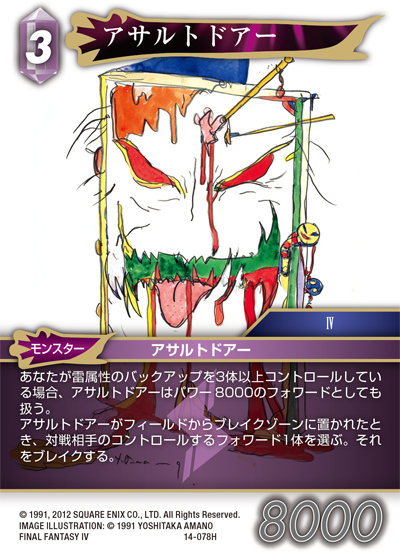 3
アサルトドアー
IV
モンスター
アサルトドアー
あなたが雷属性のバックアップを3体以上コントロールしてい
る場合、アサルトドアーはパワー8000のフォワードとしても
扱う。
アサルトドアーがフィールドからブレイクゾーンに置かれたと
き、対戦相手のコントロールするフォワード1体を選ぶ。それ
をブレイクする。
© 1991, 2012 SQUARE ENIX CO., LTD. All Rights Reserved.
IMAGE ILLUSTRATION: © 1991 YOSHITAKA AMANO
FINAL FANTASY IV
14-078H
8000